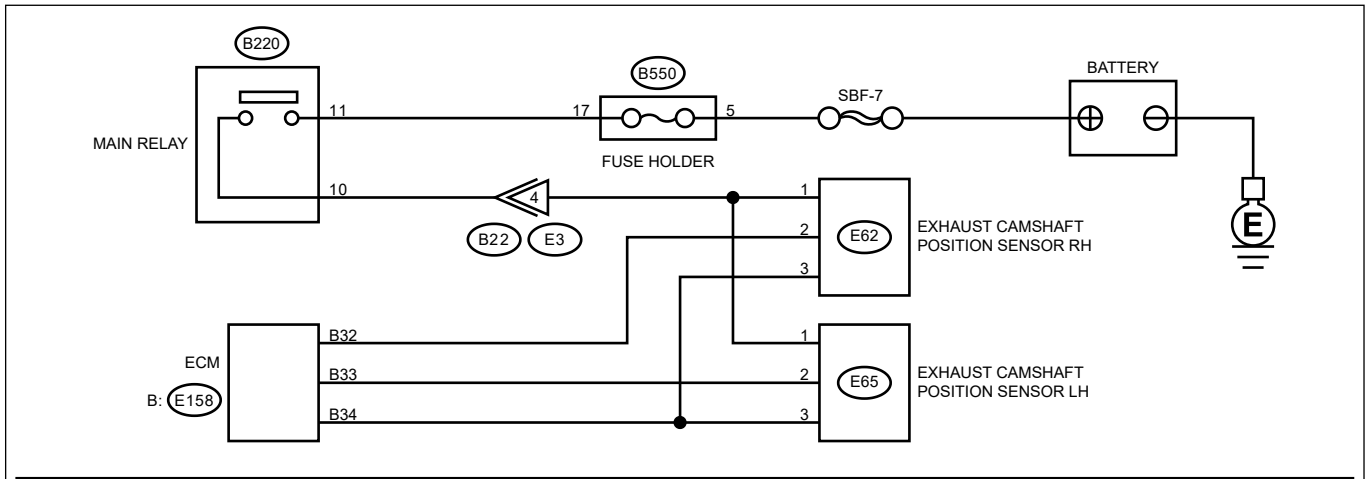 B220
B550
BATTERY
SBF-7
11
17
5
MAIN RELAY
FUSE HOLDER
10
4
1
B22
E3
2
E62
EXHAUST CAMSHAFT
POSITION SENSOR RH
3
E
B32
1
ECM
B33
2
E65
EXHAUST CAMSHAFT
POSITION SENSOR LH
B:
E158
B34
3